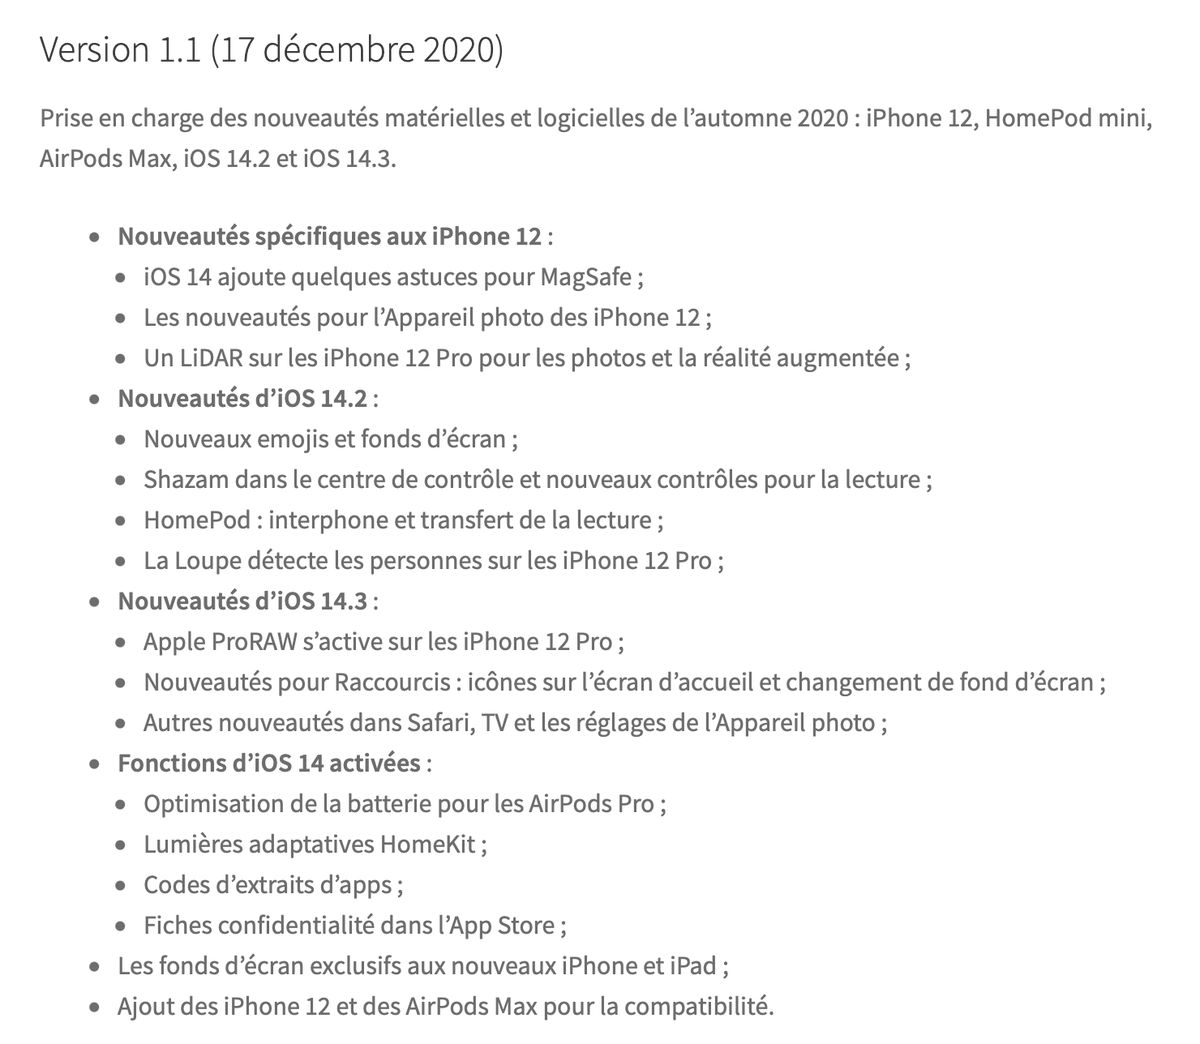 Version 1.1 (17 décembre 2020)
Prise en charge des nouveautés matérielles et logicielles de l’automne 2020 : iPhone 12, HomePod mini,
AirPods Max, iOS 14.2 et iOS 14.3.
• Nouveautés spécifiques aux iPhone 12 :
• iOS 14 ajoute quelques astuces pour MagSafe ;
• Les nouveautés pour l’Appareil photo des iPhone 12 ;
• Un LiDAR sur les iPhone 12 Pro pour les photos et la réalité augmentée ;
• Nouveautés d’iOS 14.2 :
• Nouveaux emojis et fonds d’écran ;
• Shazam dans le centre de contrôle et nouveaux contrôles pour la lecture ;
• HomePod : interphone et transfert de la lecture ;
• La Loupe détecte les personnes sur les iPhone 12 Pro ;
• Nouveautés d’iOS 14.3 :
• Apple ProRAW s’active sur les iPhone 12 Pro ;
• Nouveautés pour Raccourcis : icônes sur l’écran d’accueil et changement de fond d’écran ;
• Autres nouveautés dans Safari, TV et les réglages de l’Appareil photo ;
• Fonctions d’iOS 14 activées :
• Optimisation de la batterie pour les AirPods Pro ;
• Lumières adaptatives HomeKit ;
• Codes d’extraits d’apps ;
• Fiches confidentialité dans l’App Store ;
• Les fonds d’écran exclusifs aux nouveaux iPhone et iPad ;
• Ajout des iPhone 12 et des AirPods Max pour la compatibilité.